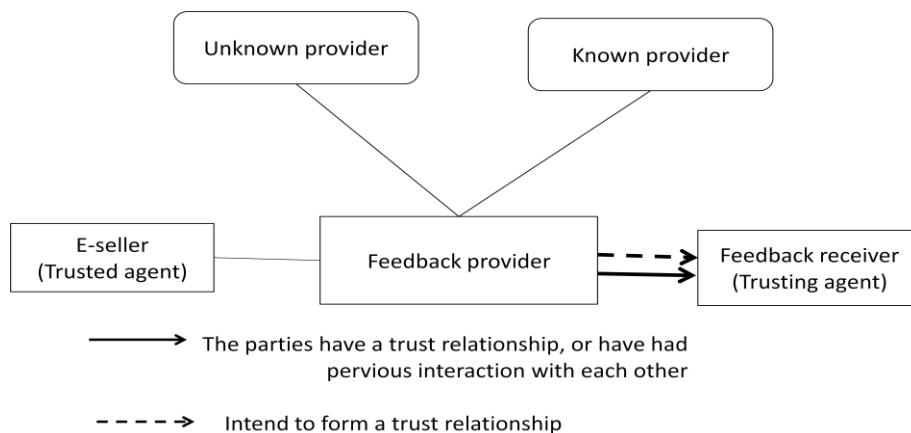 Unknown provider
Known provider
E-seller
(Trusted agent)
Feedback provider
Feedback receiver
(Trusting agent)
The parties have a trust relationship, or have had
pervious interaction with each other
Intend to form a trust relationship